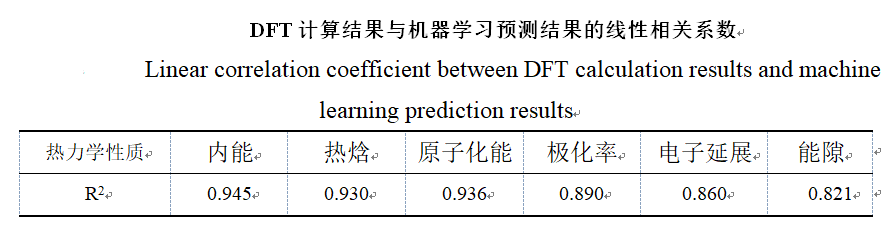 DFT 计算结果与机器学习预测结果的线性相关系数
Linear correlation coefficient between DFT calculation results and machine
learning prediction results
热力学性质 内能 热焓 原子化能 极化率 电子延展 能隙
R² 0.945 0.930 0.936 0.890 0.860 0.821